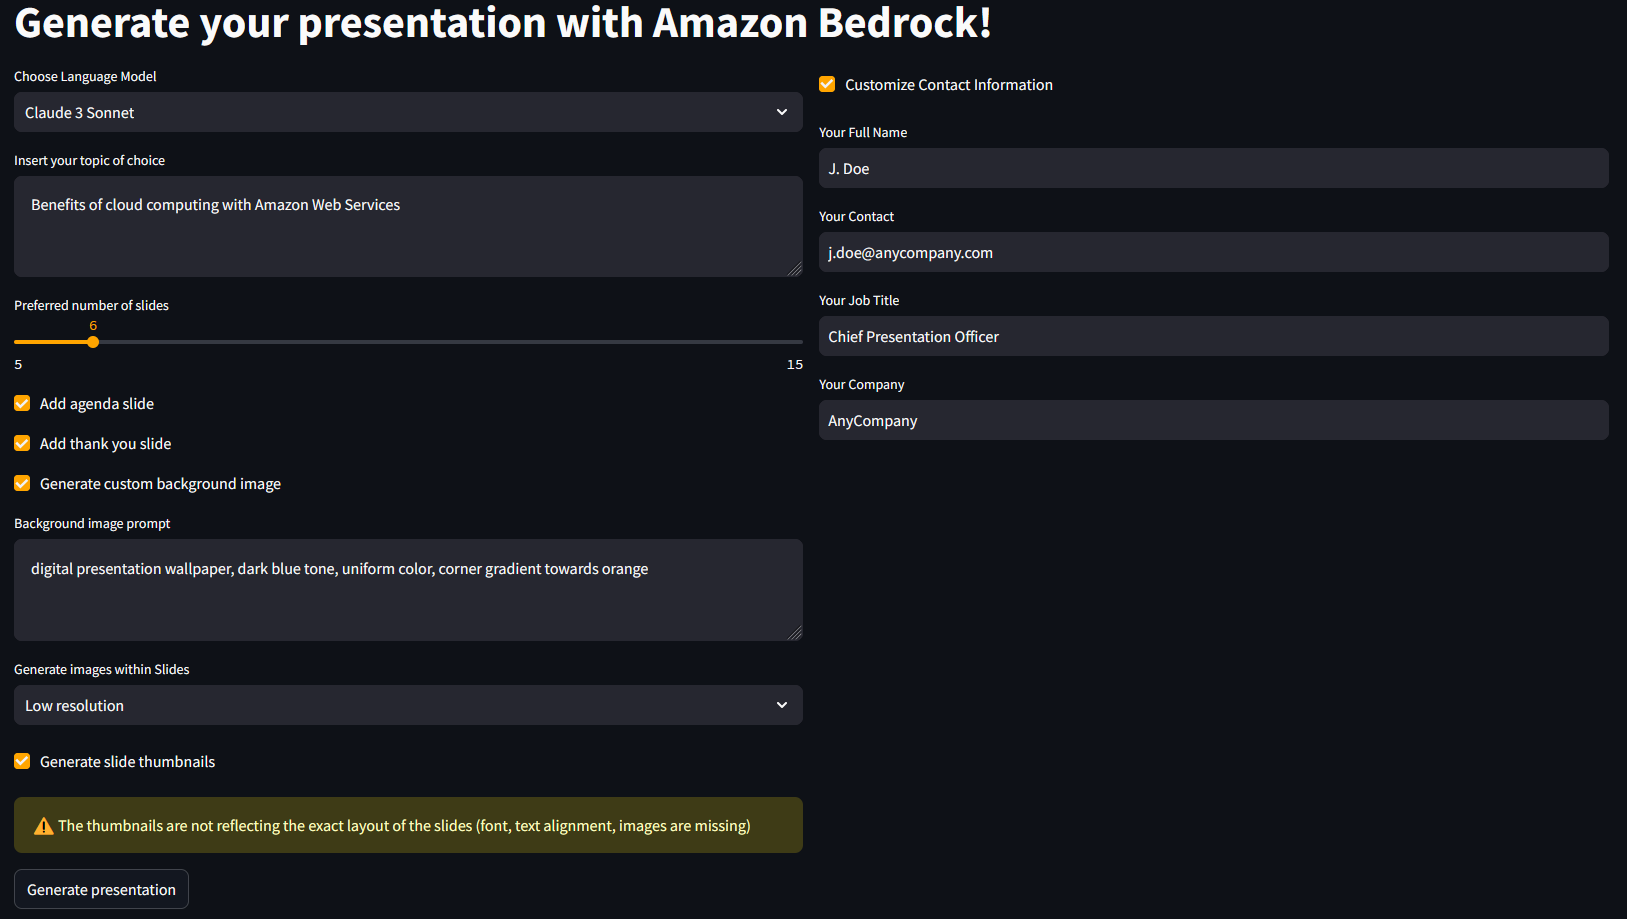 Generate your presentation with Amazon Bedrock!
Choose Language Model
Claude 3 Sonnet
Insert your topic of choice
Benefits of cloud computing with Amazon Web Services
Preferred number of slides
6
5
15
Add agenda slide
Add thank you slide
Generate custom background image
Background image prompt
digital presentation wallpaper, dark blue tone, uniform color, corner gradient towards orange
Generate images within Slides
Low resolution
Generate slide thumbnails
The thumbnails are not reflecting the exact layout of the slides (font, text alignment, images are missing)
Generate presentation
Customize Contact Information
Your Full Name
J. Doe
Your Contact
j.doe@anycompany.com
Your Job Title
Chief Presentation Officer
Your Company
AnyCompany